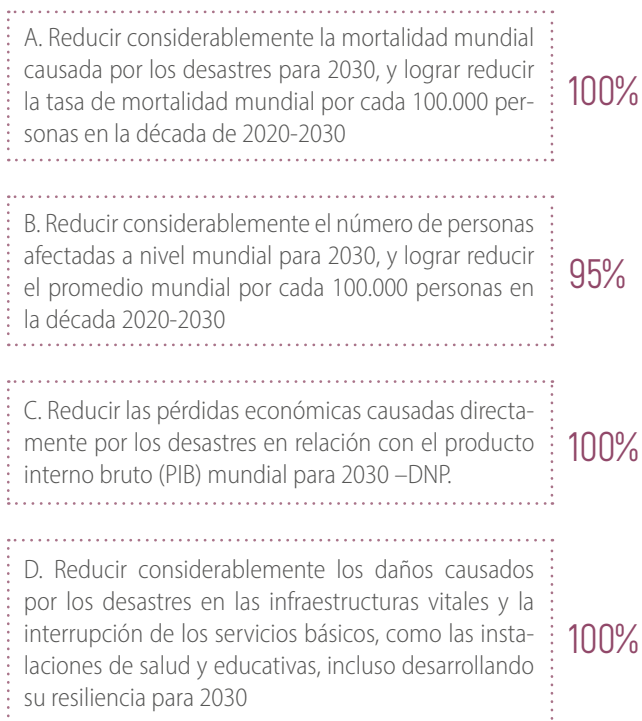 A. Reducir considerablemente la mortalidad mundial
causada por los desastres para 2030, y lograr reducir
la tasa de mortalidad mundial por cada 100.000 per-
sonas en la década de 2020-2030
100%
B. Reducir considerablemente el número de personas
afectadas a nivel mundial para 2030, y lograr reducir
el promedio mundial por cada 100.000 personas en
la década 2020-2030
95%
C. Reducir las pérdidas económicas causadas directa-
mente por los desastres en relación con el producto
interno bruto (PIB) mundial para 2030 –DNP.
100%
D. Reducir considerablemente los daños causados
por los desastres en las infraestructuras vitales y la
interrupción de los servicios básicos, como las insta-
laciones de salud y educativas, incluso desarrollando
su resiliencia para 2030
100%